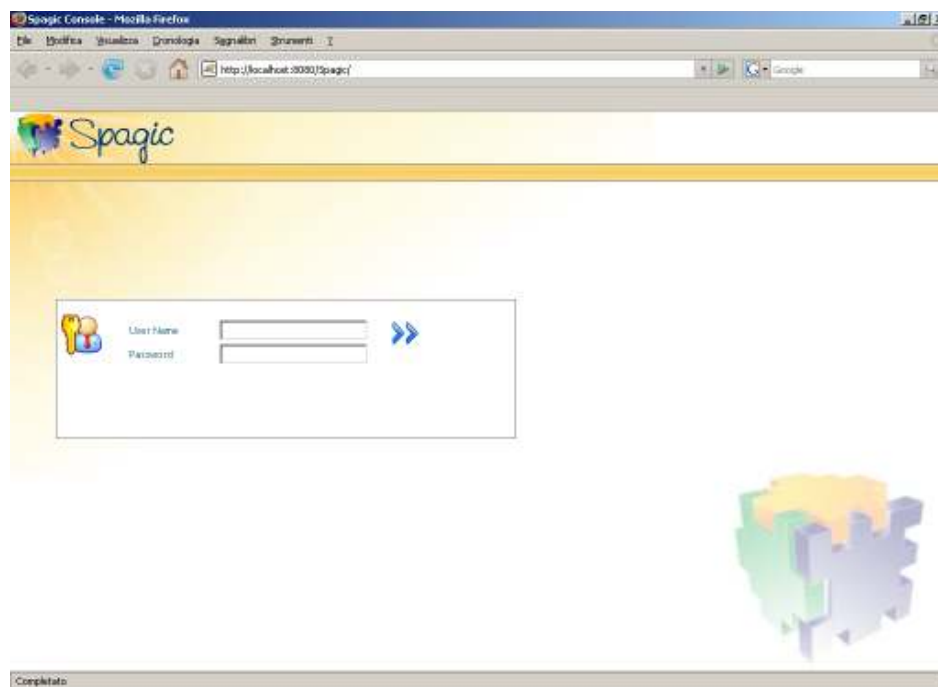 Spagic Console - Mozilla Firefox
File Modifica Visualizza Cronologia Segnalibri Strumenti ?
http://localhost:8080/Spagic/
Google
Spagic
User Name
Password
Completato